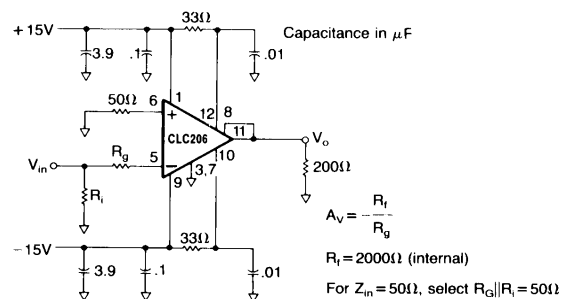 +15V
33Ω
Capacitance in μF
3.9
.1
.01
50Ω
6
1
12
8
+
CLC206
11
Vo
Vin
Rg
5
−
3,7
10
9
200Ω
Ri
Av = -Rf/Rg
−15V
33Ω
Rf = 2000Ω (internal)
3.9
.1
.01
For Zin = 50Ω, select RG||Ri = 50Ω